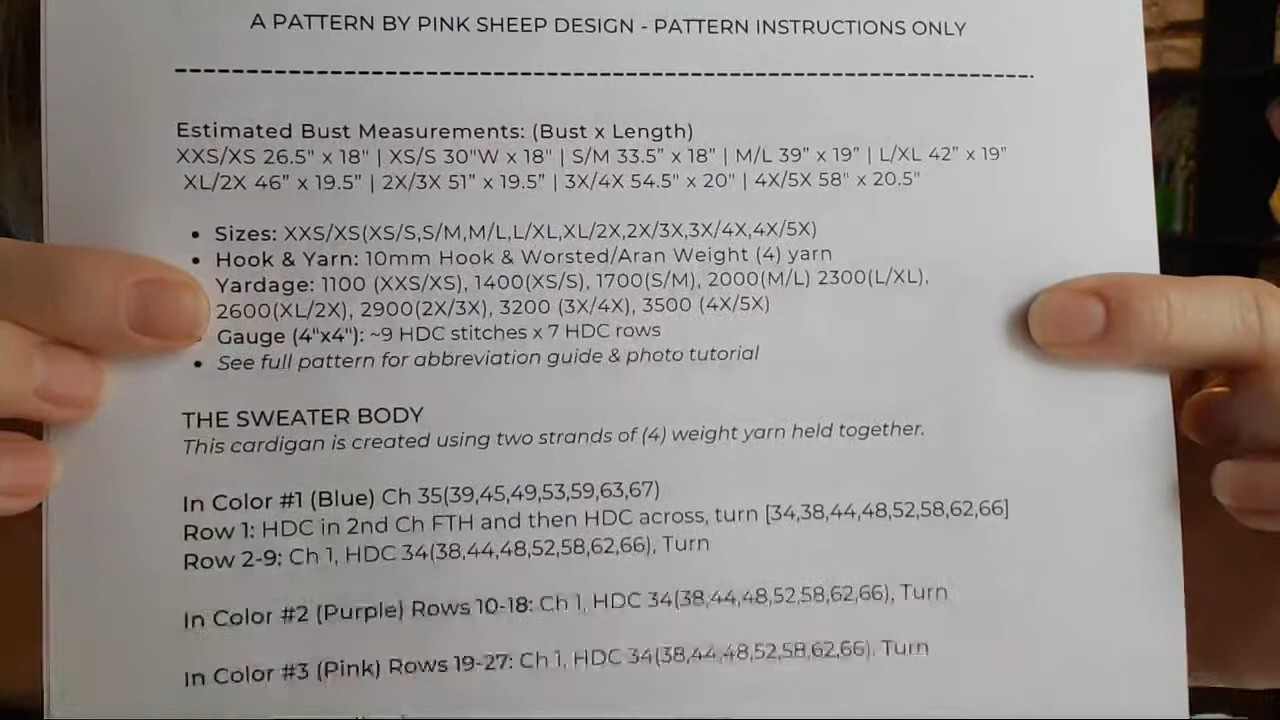 A PATTERN BY PINK SHEEP DESIGN - PATTERN INSTRUCTIONS ONLY
Estimated Bust Measurements: (Bust x Length)
XXS/XS 26.5" x 18" | XS/S 30"W x 18" | S/M 33.5" x 18" | M/L 39" x 19" | L/XL 42" x 19"
XL/2X 46" x 19.5" | 2X/3X 51" x 19.5" | 3X/4X 54.5" x 20" | 4X/5X 58" x 20.5"
• Sizes: XXS/XS(XS/S,S/M,M/L,L/XL,XL/2X,2X/3X,3X/4X,4X/5X)
• Hook & Yarn: 10mm Hook & Worsted/Aran Weight (4) yarn
Yardage: 1100 (XXS/XS), 1400(XS/S), 1700(S/M), 2000(M/L) 2300(L/XL),
2600(XL/2X), 2900(2X/3X), 3200 (3X/4X), 3500 (4X/5X)
• Gauge (4"x4"): ~9 HDC stitches x 7 HDC rows
• See full pattern for abbreviation guide & photo tutorial
THE SWEATER BODY
This cardigan is created using two strands of (4) weight yarn held together.
In Color #1 (Blue) Ch 35(39,45,49,53,59,63,67)
Row 1: HDC in 2nd Ch FTH and then HDC across, turn [34,38,44,48,52,58,62,66]
Row 2-9: Ch 1, HDC 34(38,44,48,52,58,62,66), Turn
In Color #2 (Purple) Rows 10-18: Ch 1, HDC 34(38,44,48,52,58,62,66), Turn
In Color #3 (Pink) Rows 19-27: Ch 1, HDC 34(38,44,48,52,58,62,66). Turn